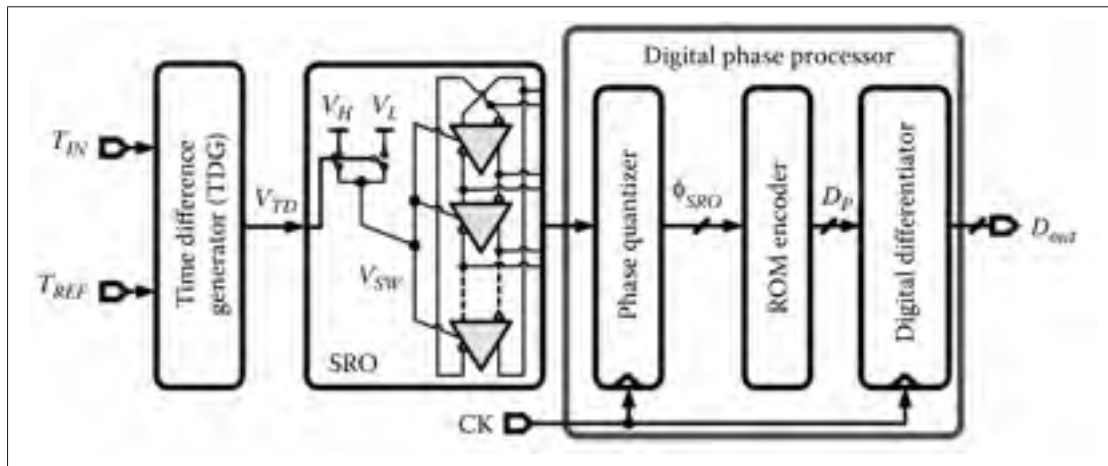 Digital phase processor
T_IN
T_REF
Time difference
generator (TDG)
V_TD
V_H
V_L
V_SW
SRO
Phase quantizer
ϕ_SRO
ROM encoder
D_P
Digital differentiator
D_out
CK